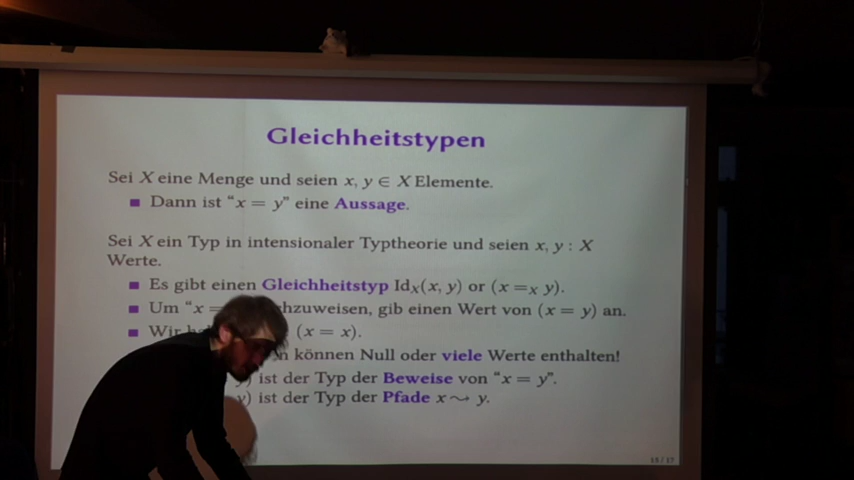 Gleichheitstypen
Sei X eine Menge und seien x, y ∈ X Elemente.
Dann ist “x = y” eine Aussage.
Sei X ein Typ in intensionaler Typtheorie und seien x, y : X
Werte.
Es gibt einen Gleichheitstyp Id_X(x, y) or (x =_X y).
Um “x = chzuweisen, gib einen Wert von (x = y) an.
Wir (x = x).
können Null oder viele Werte enthalten!
ist der Typ der Beweise von “x = y”.
y) ist der Typ der Pfade x ⇝ y.